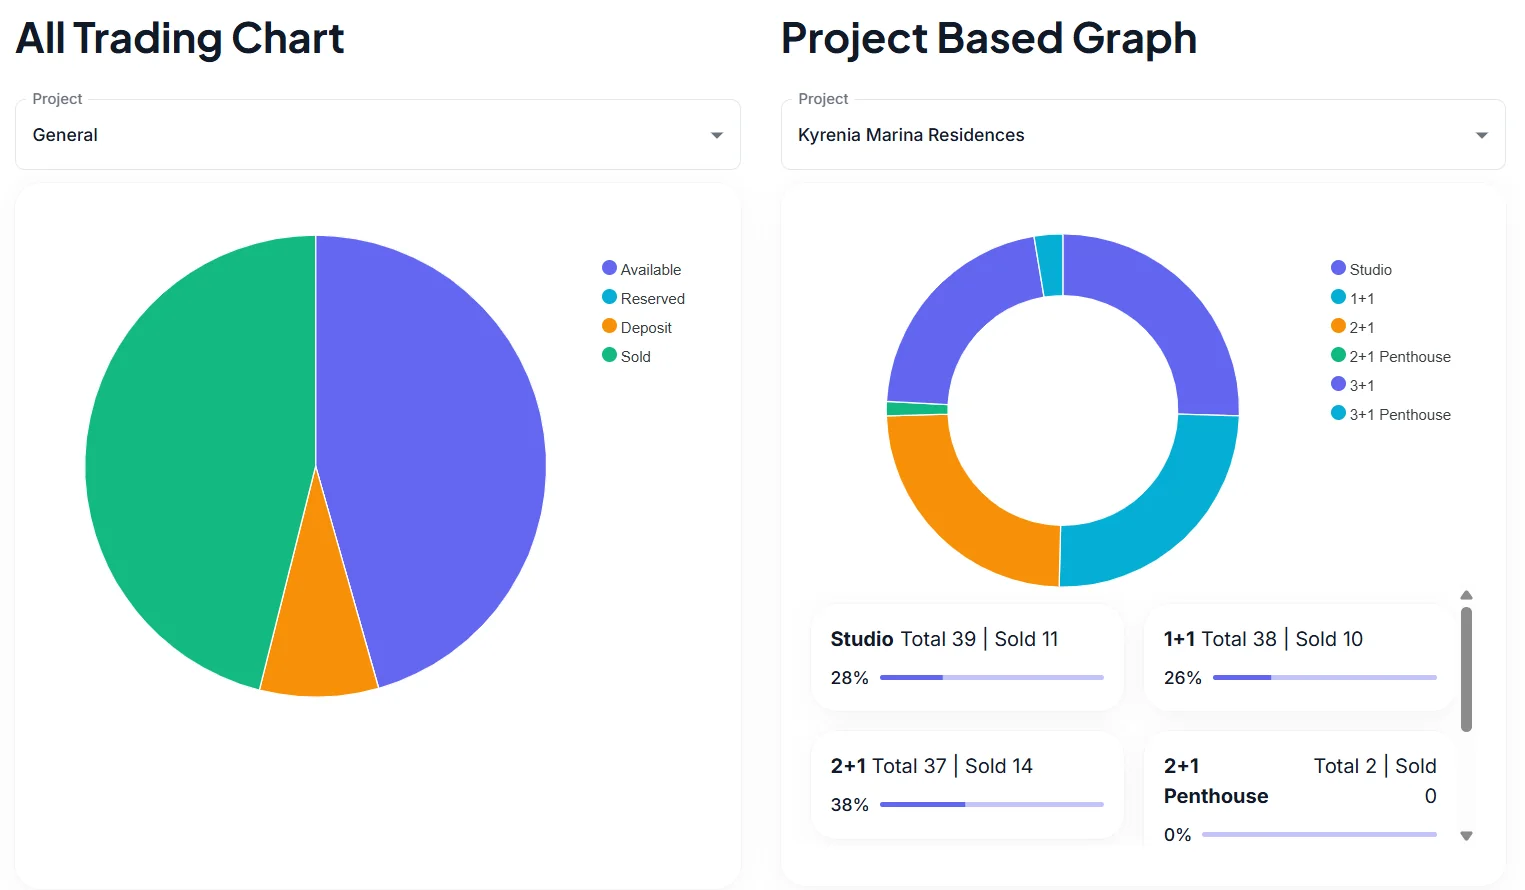 All Trading Chart
Project
General
Available
Reserved
Deposit
Sold
Project Based Graph
Project
Kyrenia Marina Residences
Studio
1+1
2+1
2+1 Penthouse
3+1
3+1 Penthouse
Studio Total 39 | Sold 11
28%
1+1 Total 38 | Sold 10
26%
2+1 Total 37 | Sold 14
38%
2+1 Total 2 | Sold
Penthouse 0
0%